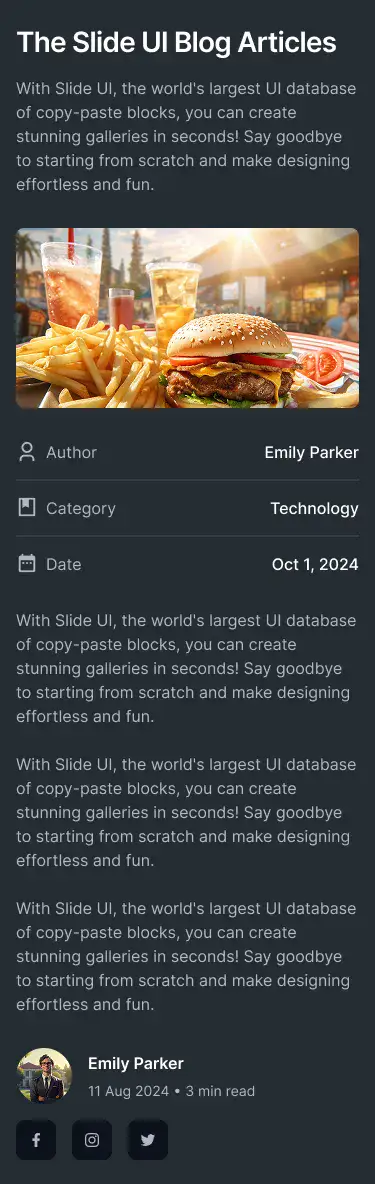 The Slide UI Blog Articles
With Slide UI, the world's largest UI database
of copy-paste blocks, you can create
stunning galleries in seconds! Say goodbye
to starting from scratch and make designing
effortless and fun.
Author Emily Parker
Category Technology
Date Oct 1, 2024
With Slide UI, the world's largest UI database
of copy-paste blocks, you can create
stunning galleries in seconds! Say goodbye
to starting from scratch and make designing
effortless and fun.
With Slide UI, the world's largest UI database
of copy-paste blocks, you can create
stunning galleries in seconds! Say goodbye
to starting from scratch and make designing
effortless and fun.
With Slide UI, the world's largest UI database
of copy-paste blocks, you can create
stunning galleries in seconds! Say goodbye
to starting from scratch and make designing
effortless and fun.
Emily Parker
11 Aug 2024 • 3 min read